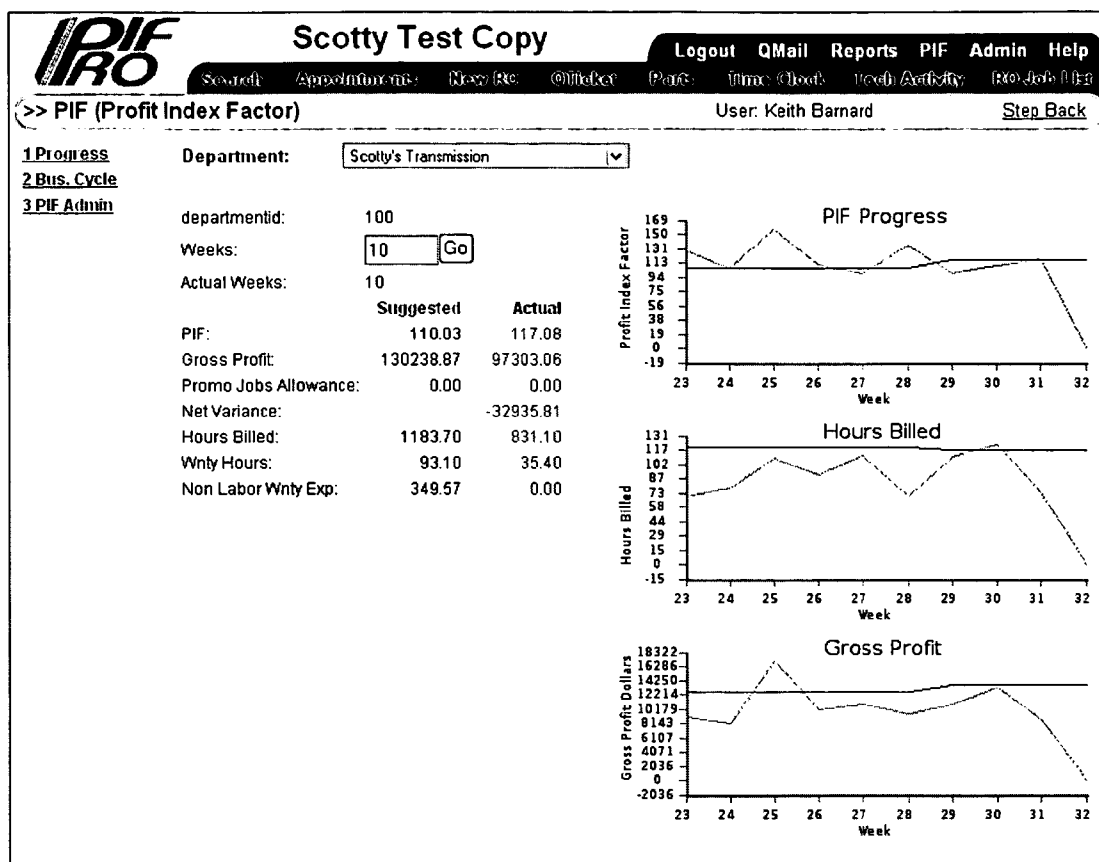 PIF PRO
Scotty Test Copy
Logout QMail Reports PIF Admin Help
Search Appointments New RO QTicket Parts Time Clock Tech Activity RO Job List
>> PIF (Profit Index Factor)
User: Keith Barnard
Step Back
1 Progress
2 Bus. Cycle
3 PIF Admin
Department: Scotty's Transmission
departmentid: 100
Weeks: 10 Go
Actual Weeks: 10
Suggested Actual
PIF: 110.03 117.08
Gross Profit: 130238.87 97303.06
Promo Jobs Allowance: 0.00 0.00
Net Variance: -32935.81
Hours Billed: 1183.70 831.10
Wnty Hours: 93.10 35.40
Non Labor Wnty Exp: 349.57 0.00
PIF Progress
Profit Index Factor
169
150
131
113
94
75
56
38
19
0
-19
23 24 25 26 27 28 29 30 31 32
Week
Hours Billed
Hours Billed
131
117
102
87
73
58
44
29
15
0
-15
23 24 25 26 27 28 29 30 31 32
Week
Gross Profit
Gross Profit Dollars
18322
16286
14250
12214
10179
8143
6107
4071
2036
0
-2036
23 24 25 26 27 28 29 30 31 32
Week